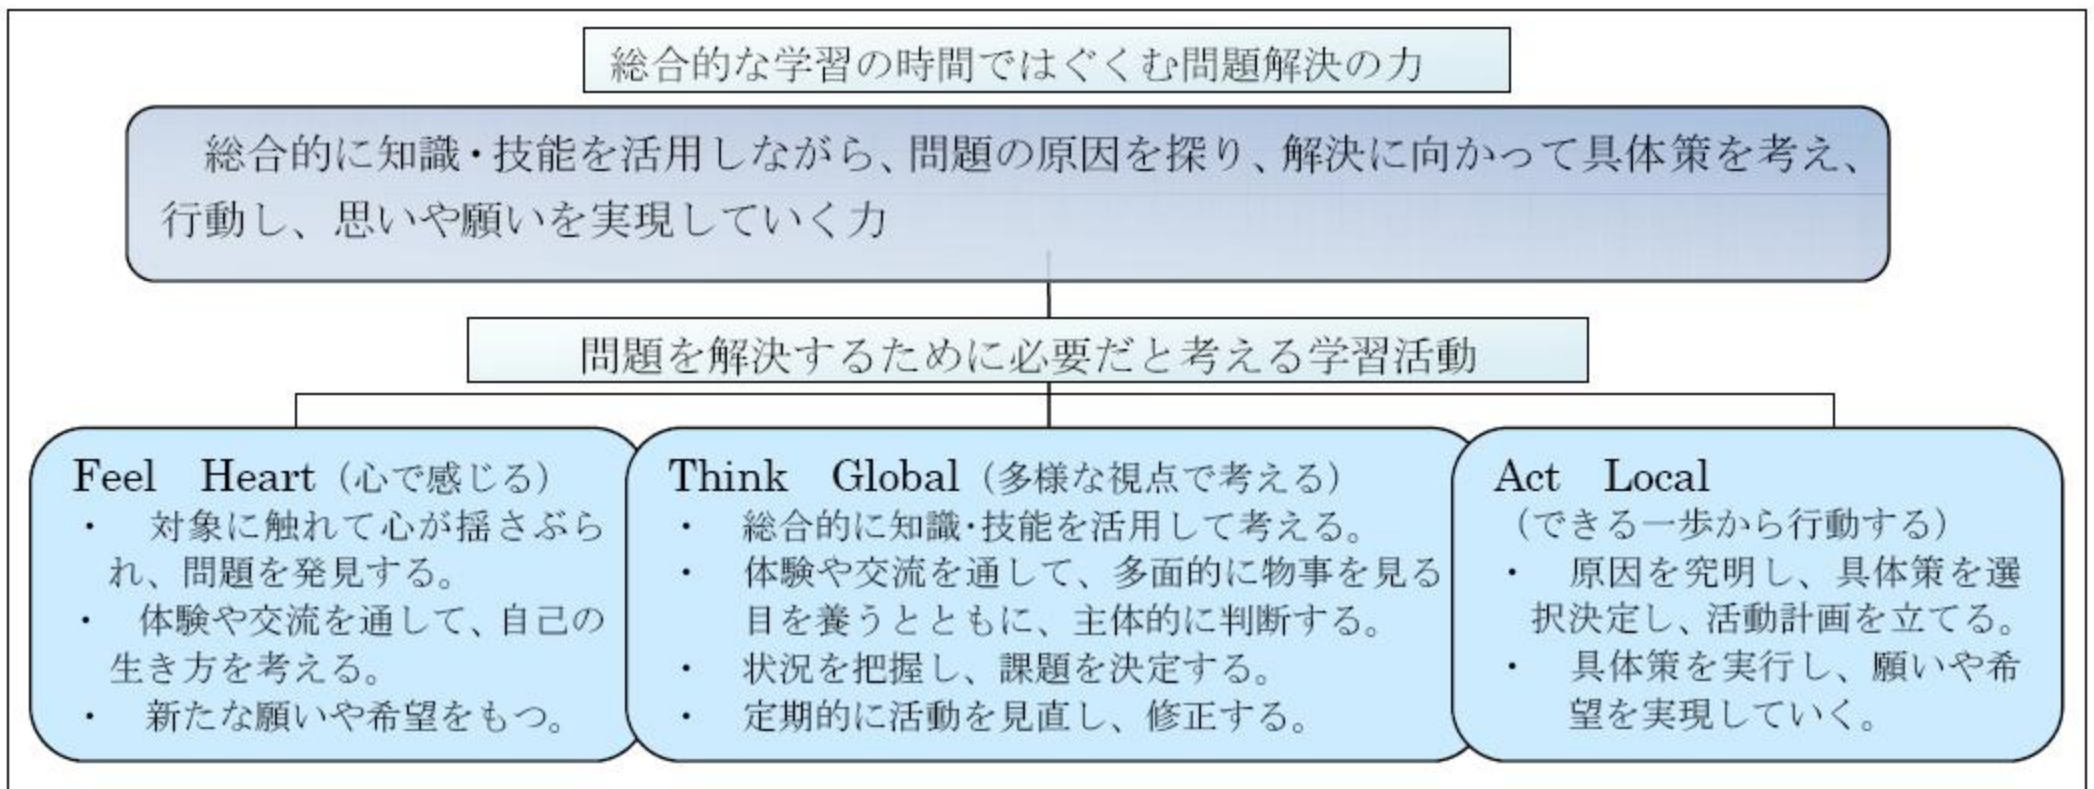 総合的な学習の時間ではぐくむ問題解決の力
総合的に知識・技能を活用しながら、問題の原因を探り、解決に向かって具体策を考え、
行動し、思いや願いを実現していく力
問題を解決するために必要だと考える学習活動
Feel Heart（心で感じる）
・ 対象に触れて心が揺さぶら
れ、問題を発見する。
・ 体験や交流を通して、自己の
生き方を考える。
・ 新たな願いや希望をもつ。
Think Global（多様な視点で考える）
・ 総合的に知識・技能を活用して考える。
・ 体験や交流を通して、多面的に物事を見る
目を養うとともに、主体的に判断する。
・ 状況を把握し、課題を決定する。
・ 定期的に活動を見直し、修正する。
Act Local
（できる一歩から行動する）
・ 原因を究明し、具体策を選
択決定し、活動計画を立てる。
・ 具体策を実行し、願いや希
望を実現していく。